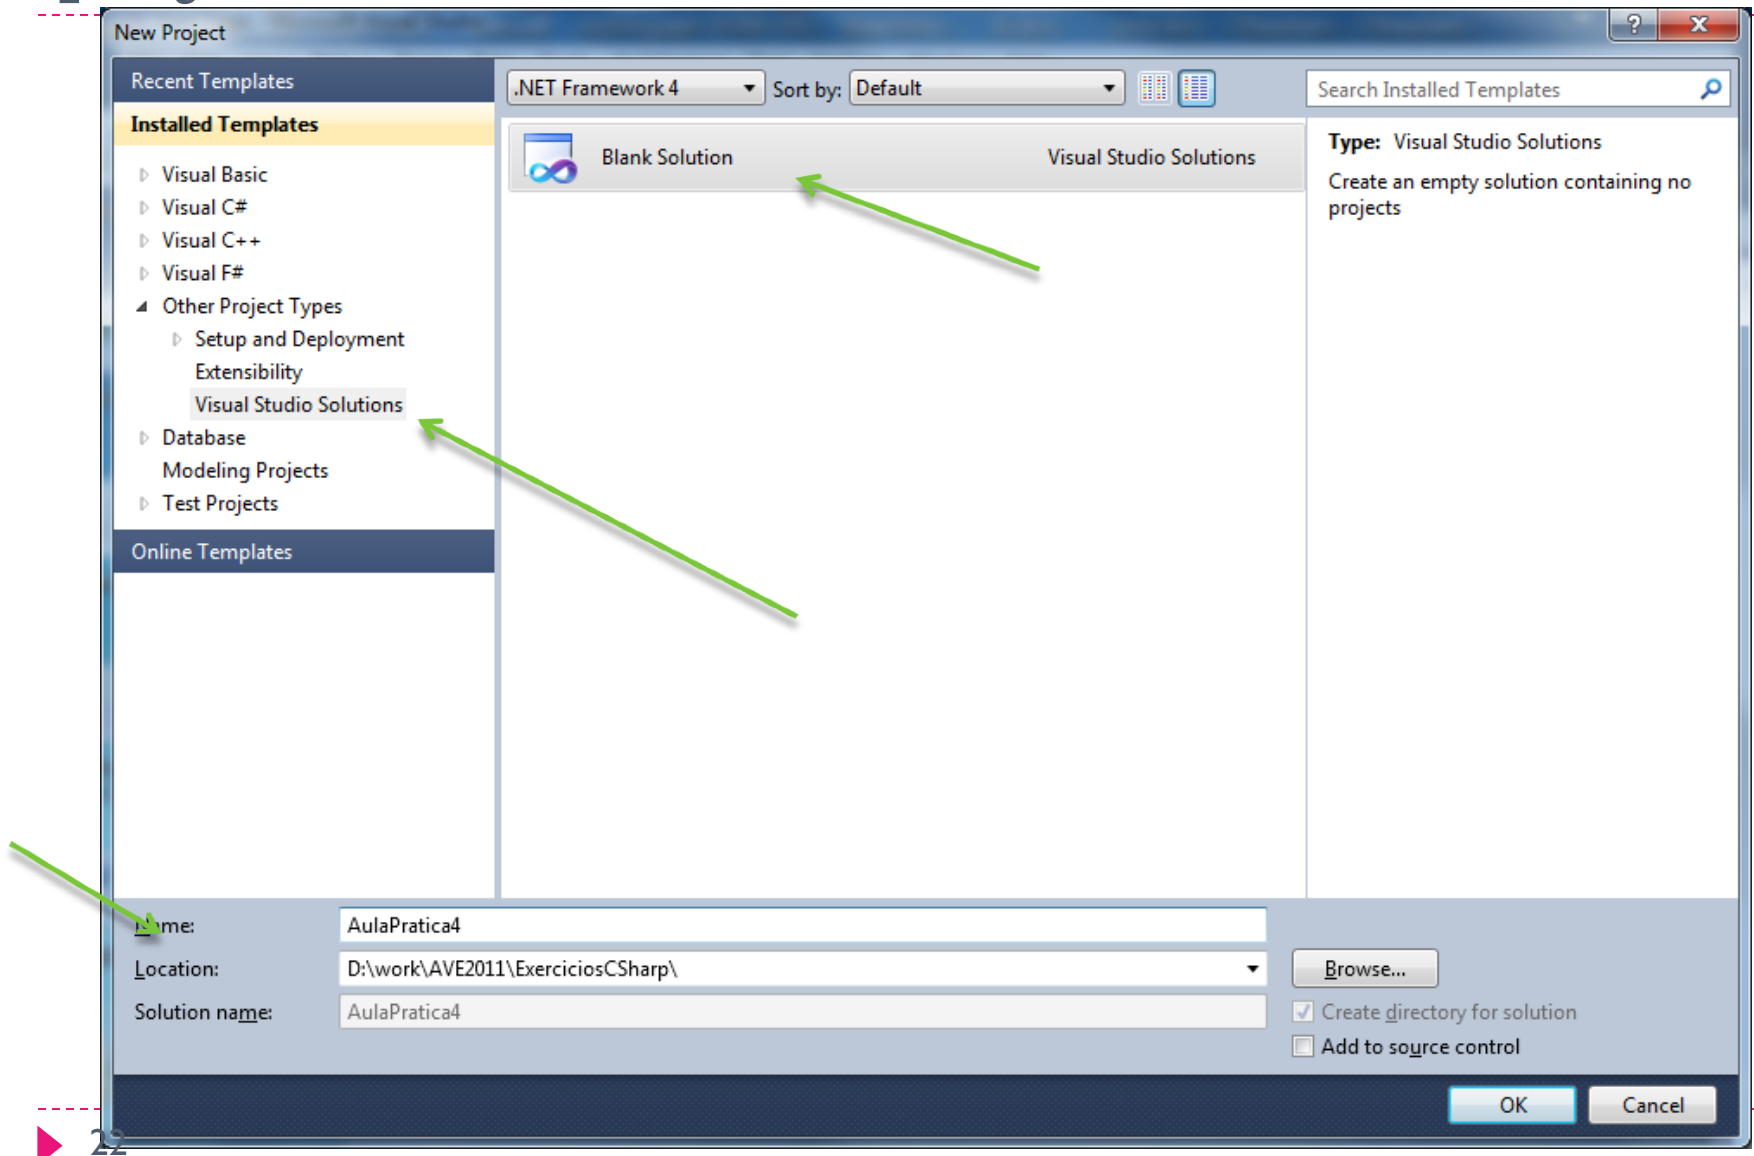 New Project
Recent Templates
Installed Templates
Visual Basic
Visual C#
Visual C++
Visual F#
Other Project Types
Setup and Deployment
Extensibility
Visual Studio Solutions
Database
Modeling Projects
Test Projects
Online Templates
.NET Framework 4
Sort by: Default
Search Installed Templates
Blank Solution
Visual Studio Solutions
Type: Visual Studio Solutions
Create an empty solution containing no
projects
Name: AulaPratica4
Location: D:\work\AVE2011\ExerciciosCSharp\
Browse...
Solution name: AulaPratica4
Create directory for solution
Add to source control
OK
Cancel
22